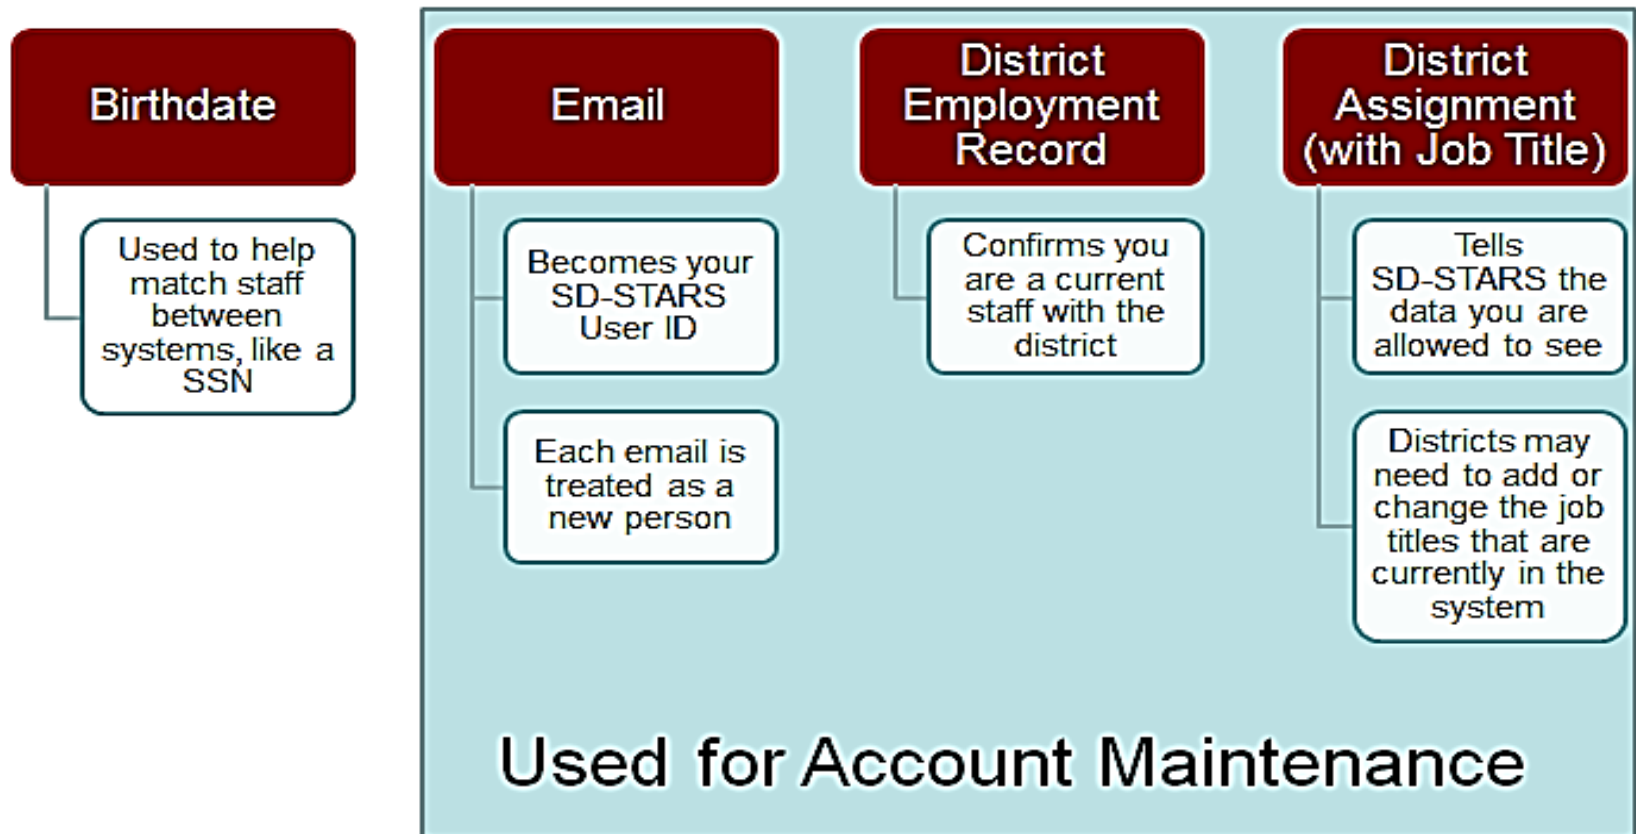 Birthdate
Used to help
match staff
between
systems, like a
SSN
Email
Becomes your
SD-STARS
User ID
Each email is
treated as a
new person
District
Employment
Record
Confirms you
are a current
staff with the
district
District
Assignment
(with Job Title)
Tells
SD-STARS the
data you are
allowed to see
Districts may
need to add or
change the job
titles that are
currently in the
system
Used for Account Maintenance